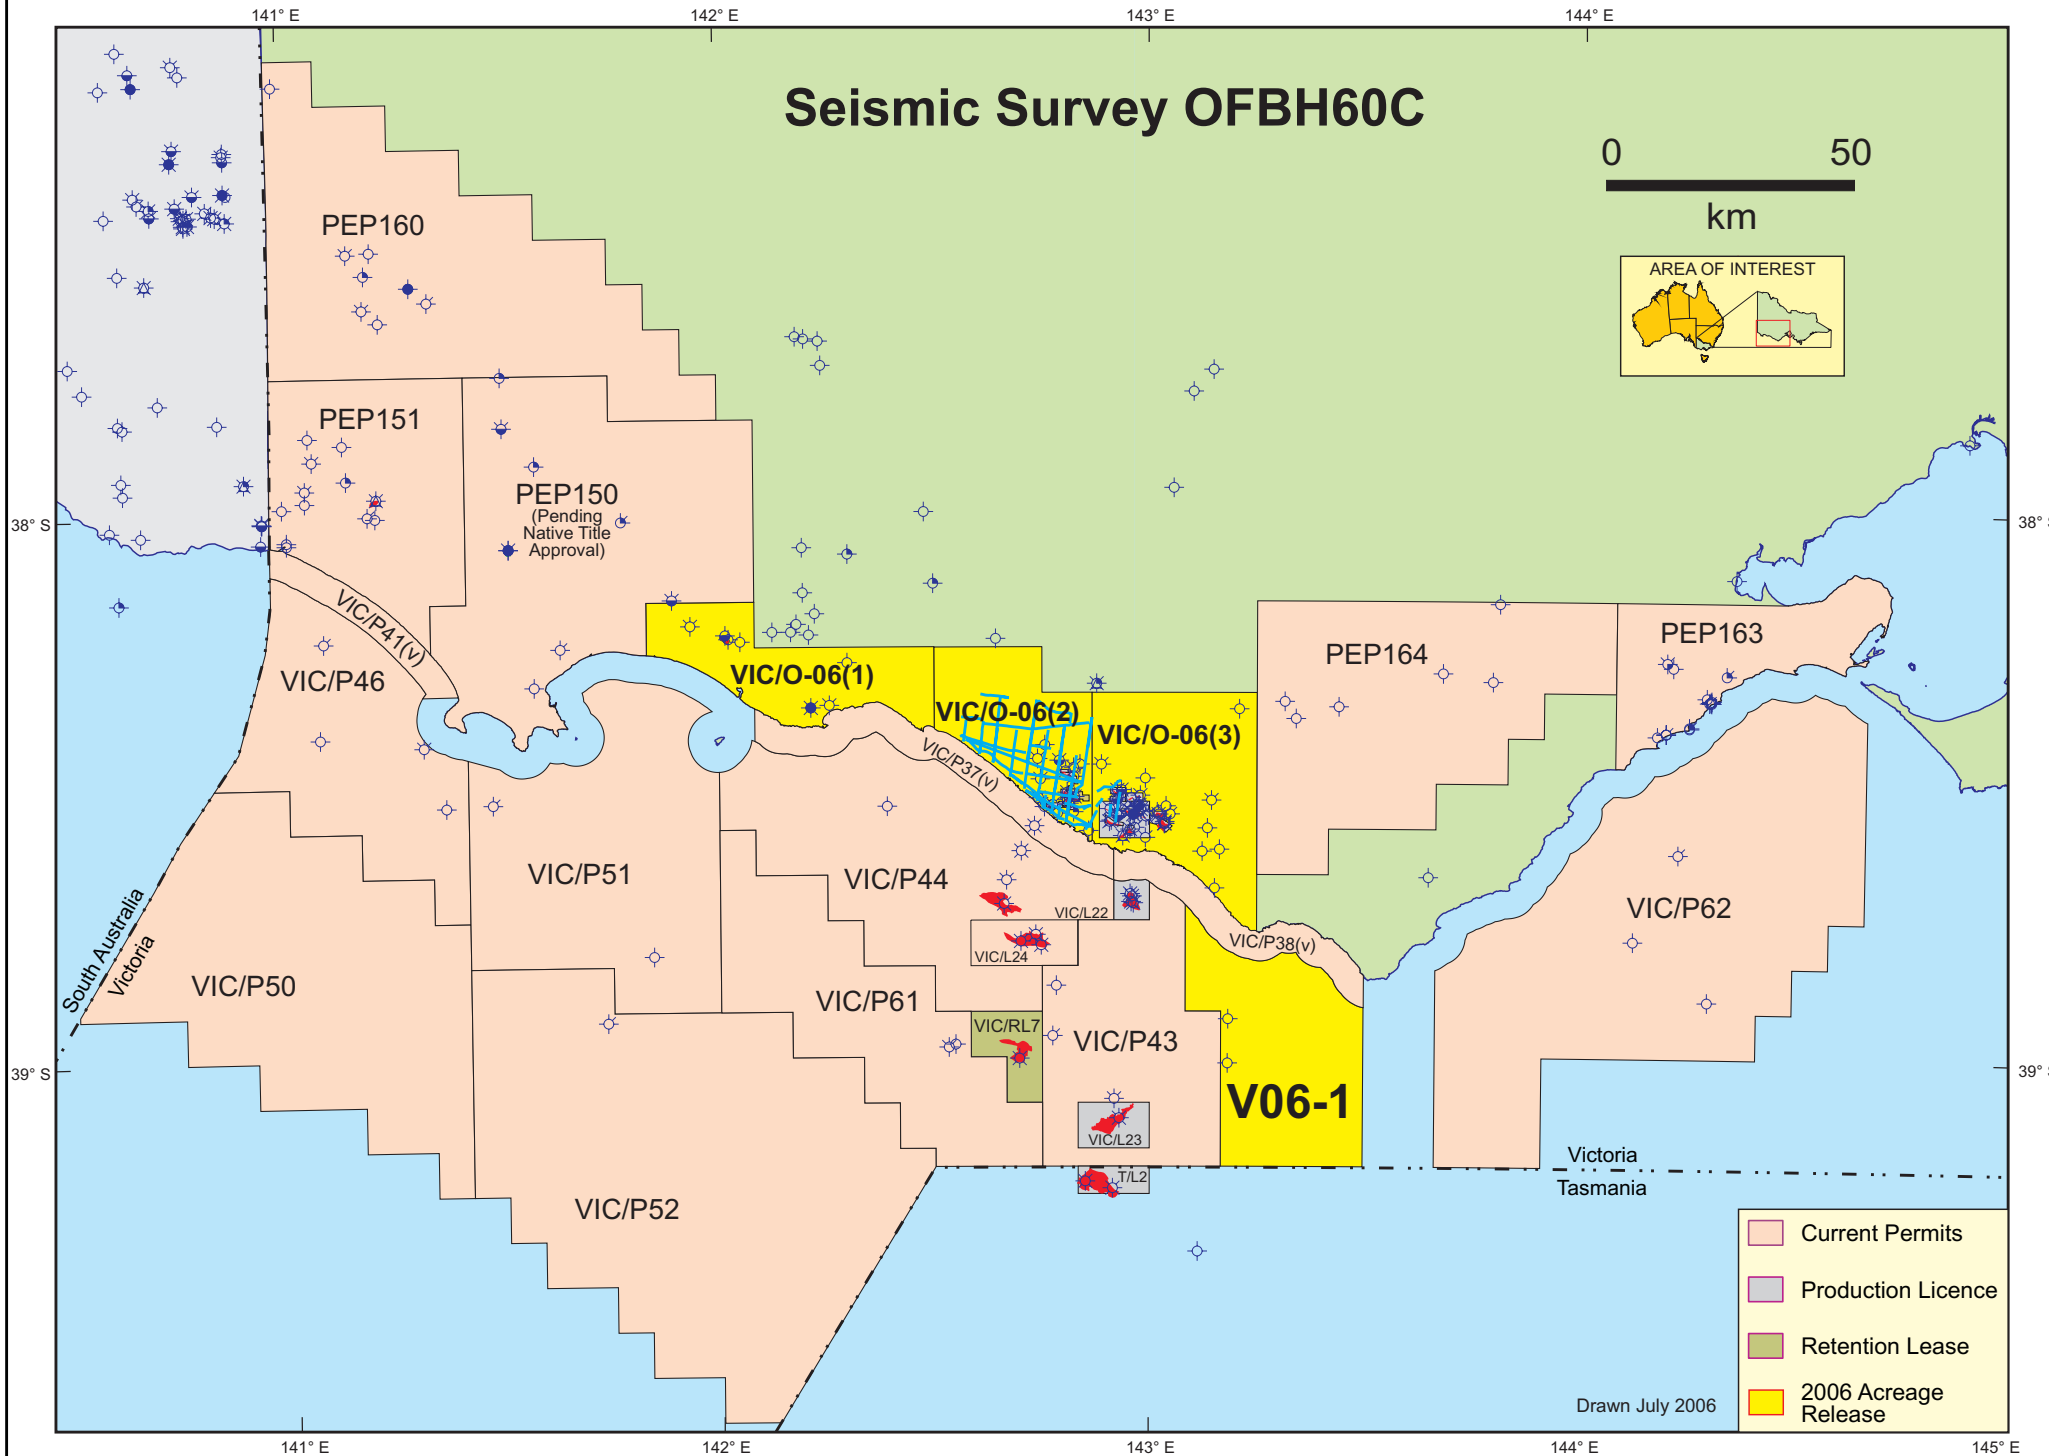 141° E
142° E
143° E
144° E
Seismic Survey OFBH60C
0
50
km
AREA OF INTEREST
PEP160
PEP151
PEP150
(Pending
Native Title
Approval)
38° S
38° S
VIC/P41(v)
VIC/P46
VIC/O-06(1)
VIC/O-06(2)
VIC/O-06(3)
PEP164
PEP163
VIC/P37(v)
VIC/P51
VIC/P44
VIC/L22
VIC/P62
VIC/P38(v)
VIC/L24
South Australia
Victoria
VIC/P50
VIC/P61
VIC/RL7
VIC/P43
39° S
39° S
V06-1
VIC/L23
T/L2
Victoria
Tasmania
VIC/P52
Current Permits
Production Licence
Retention Lease
2006 Acreage
Release
Drawn July 2006
141° E
142° E
143° E
144° E
145° E